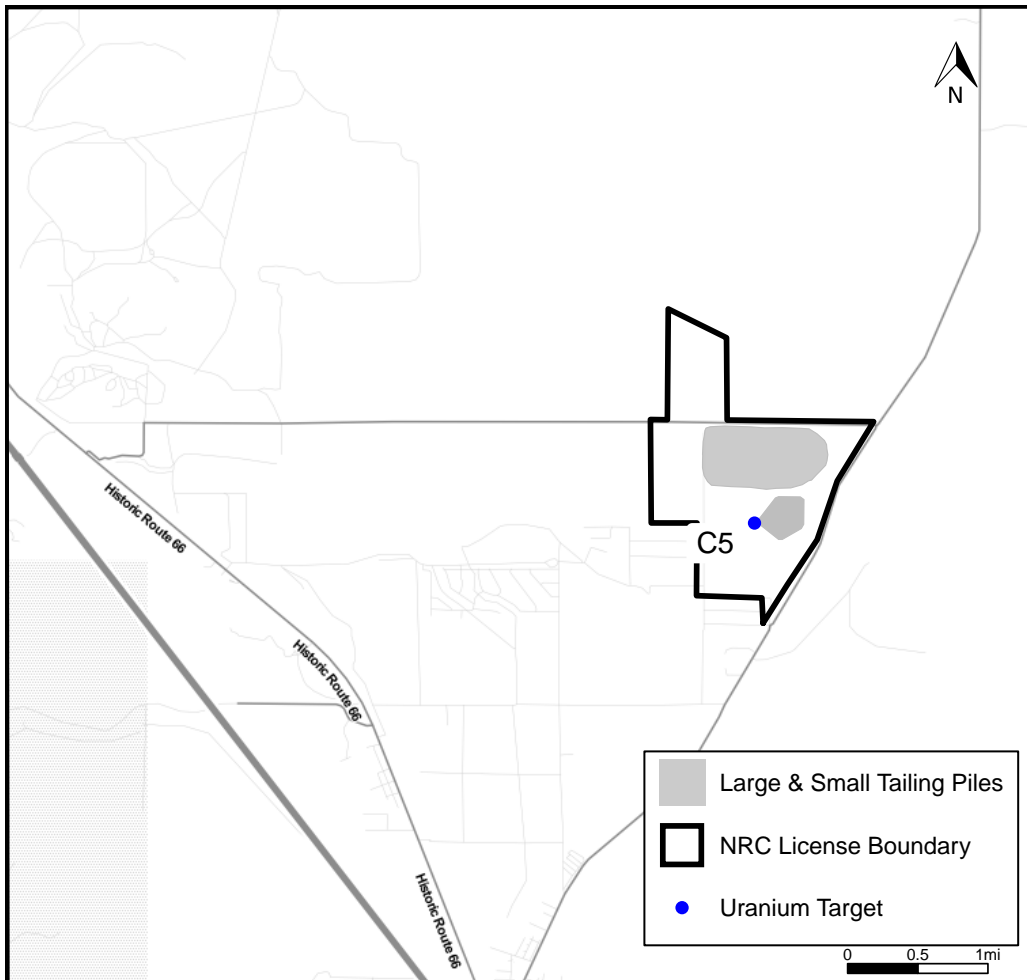 N
Historic Route 66
C5
Historic Route 66
Large & Small Tailing Piles
NRC License Boundary
Historic Route 66
Uranium Target
0 0.5 1mi